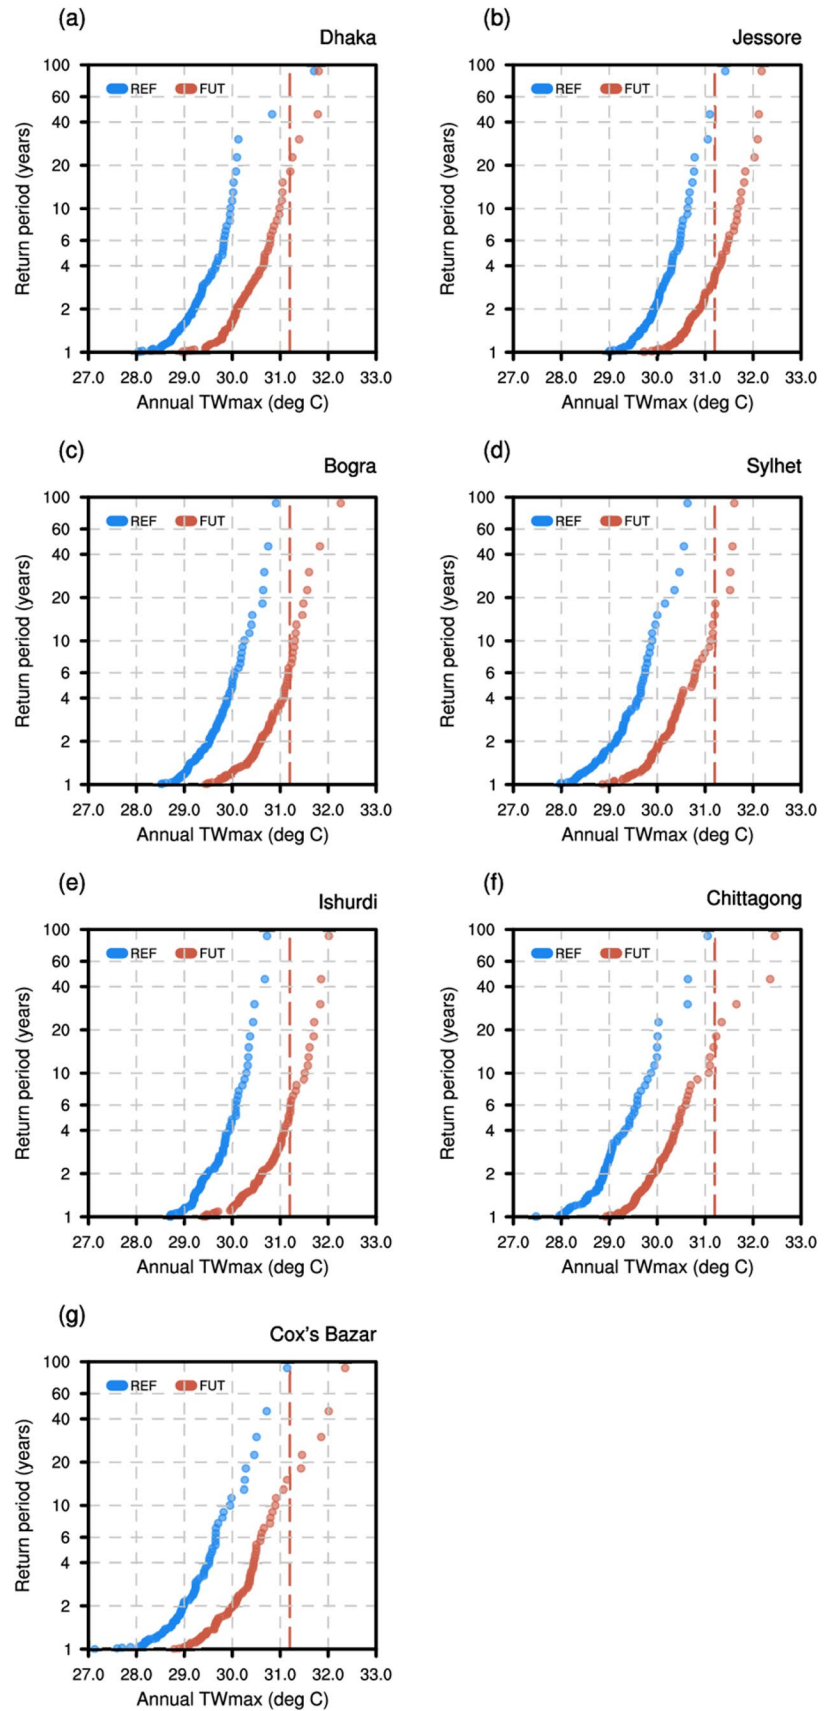 (a)
Dhaka
100
60
40
20
10
6
4
2
1
Return period (years)
REF FUT
27.0 28.0 29.0 30.0 31.0 32.0 33.0
Annual TWmax (deg C)
(b)
Jessore
100
60
40
20
10
6
4
2
1
Return period (years)
REF FUT
27.0 28.0 29.0 30.0 31.0 32.0 33.0
Annual TWmax (deg C)
(c)
Bogra
100
60
40
20
10
6
4
2
1
Return period (years)
REF FUT
27.0 28.0 29.0 30.0 31.0 32.0 33.0
Annual TWmax (deg C)
(d)
Sylhet
100
60
40
20
10
6
4
2
1
Return period (years)
REF FUT
27.0 28.0 29.0 30.0 31.0 32.0 33.0
Annual TWmax (deg C)
(e)
Ishurdi
100
60
40
20
10
6
4
2
1
Return period (years)
REF FUT
27.0 28.0 29.0 30.0 31.0 32.0 33.0
Annual TWmax (deg C)
(f)
Chittagong
100
60
40
20
10
6
4
2
1
Return period (years)
REF FUT
27.0 28.0 29.0 30.0 31.0 32.0 33.0
Annual TWmax (deg C)
(g)
Cox's Bazar
100
60
40
20
10
6
4
2
1
Return period (years)
REF FUT
27.0 28.0 29.0 30.0 31.0 32.0 33.0
Annual TWmax (deg C)